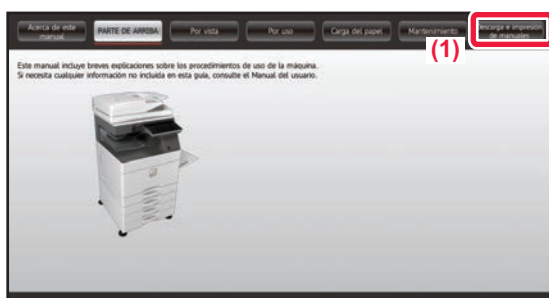 Acerca de este
manual
PARTE DE ARRIBA
Por vista
Por uso
Carga del papel
Mantenimiento
Descarga e impresión
de manuales
(1)
Este manual incluye breves explicaciones sobre los procedimientos de uso de la máquina.
Si necesita cualquier información no incluida en esta guía, consulte el Manual del usuario.